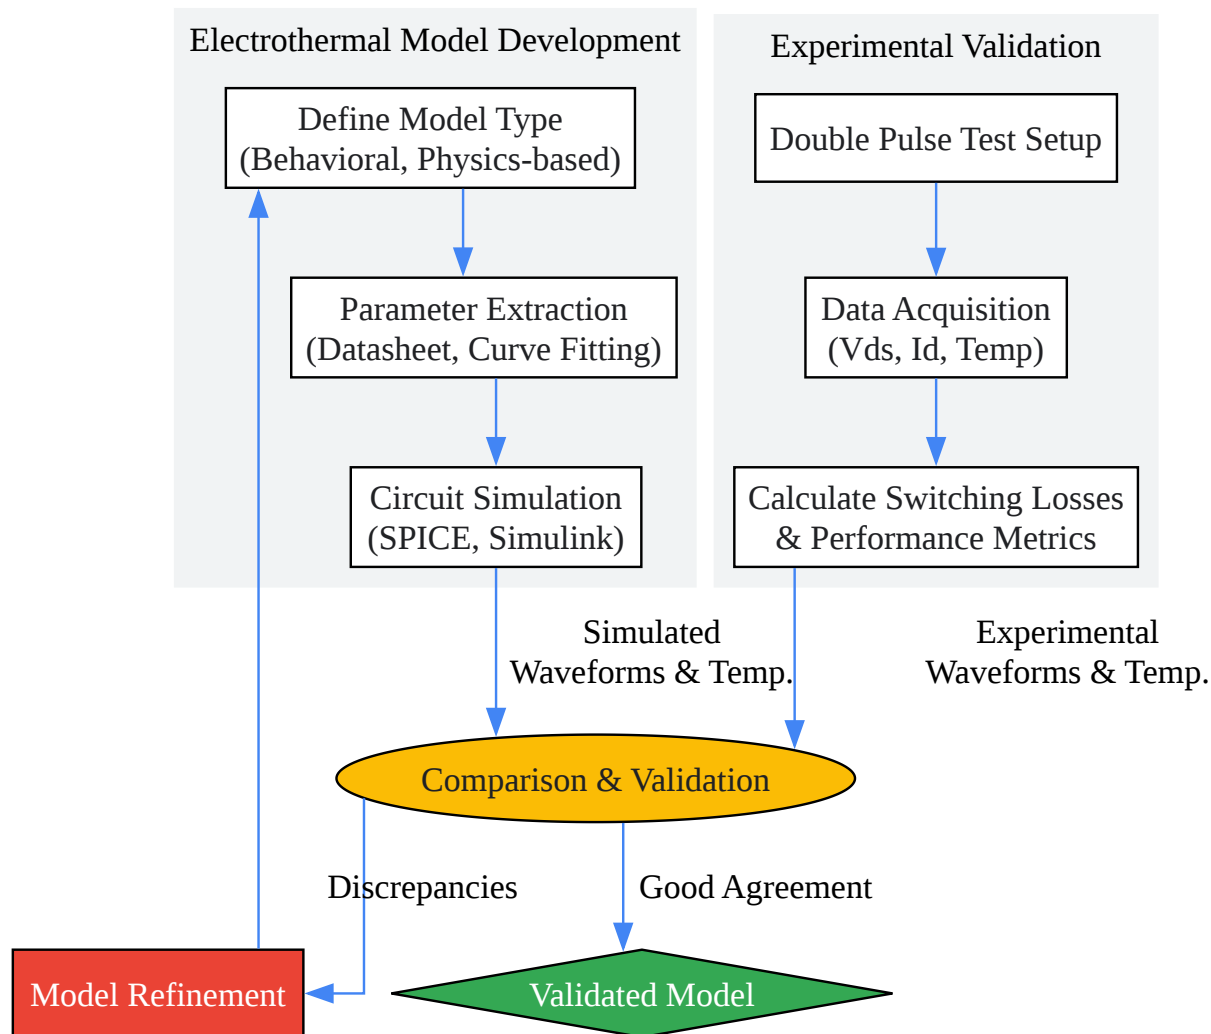 Electrothermal Model Development
Define Model Type
(Behavioral, Physics-based)
Parameter Extraction
(Datasheet, Curve Fitting)
Circuit Simulation
(SPICE, Simulink)
Experimental Validation
Double Pulse Test Setup
Data Acquisition
(Vds, Id, Temp)
Calculate Switching Losses
& Performance Metrics
Simulated
Waveforms & Temp.
Experimental
Waveforms & Temp.
Comparison & Validation
Discrepancies
Good Agreement
Model Refinement
Validated Model